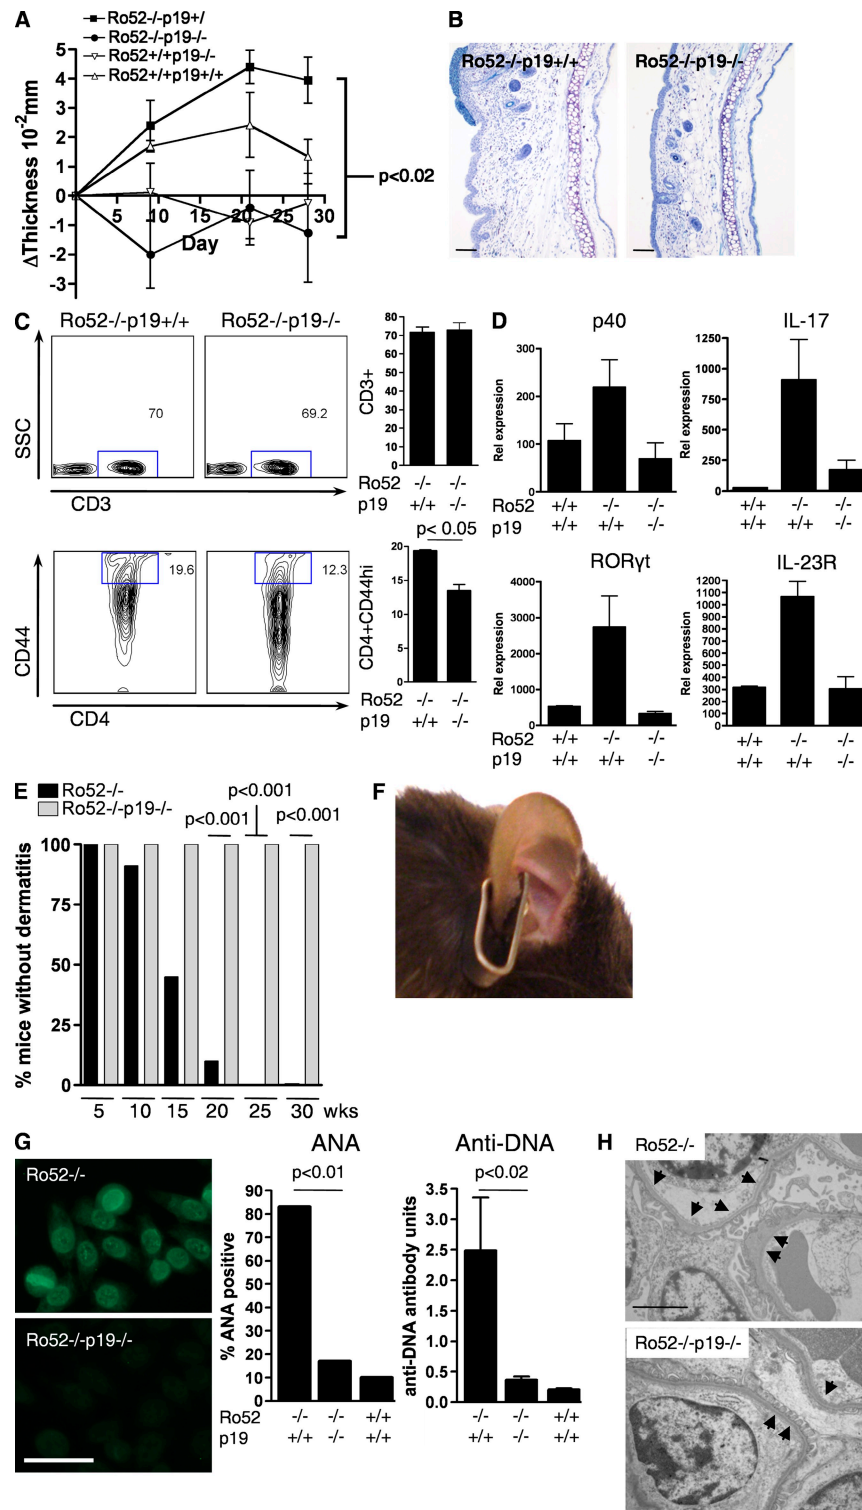 A
Ro52-/-p19+/
Ro52-/-p19-/-
Ro52+/+p19-/-
Ro52+/+p19+/+
ΔThickness 10-2mm
5
4
3
2
1
0
-1
-2
-3
5 10 15 20 25 30
Day
p<0.02
B
Ro52-/-p19+/+
Ro52-/-p19-/-
C
Ro52-/-p19+/+
Ro52-/-p19-/-
SSC
70
69.2
CD3
CD3+
80
70
60
50
40
30
20
10
0
Ro52 -/- -/-
p19 +/+ -/-
CD44
19.6
12.3
CD4
p< 0.05
CD4+CD44hi
20
15
10
5
0
Ro52 -/- -/-
p19 +/+ -/-
D
p40
Rel expression
300
200
100
0
Ro52 +/+ -/- -/-
p19 +/+ +/+ -/-
IL-17
Rel expression
1250
1000
750
500
250
0
+/+ -/- -/-
+/+ +/+ -/-
RORγt
Rel expression
4000
3000
2000
1000
0
Ro52 +/+ -/- -/-
p19 +/+ +/+ -/-
IL-23R
Rel expression
1200
1100
1000
900
800
700
600
500
400
300
200
100
0
+/+ -/- -/-
+/+ +/+ -/-
E
Ro52-/-
Ro52-/-p19-/-
p<0.001
p<0.001
p<0.001
% mice without dermatitis
100
75
50
25
0
5 10 15 20 25 30 wks
F
G
Ro52-/-
Ro52-/-p19-/-
ANA
p<0.01
% ANA positive
90
80
70
60
50
40
30
20
10
0
Ro52 -/- -/- +/+
p19 +/+ -/- +/+
Anti-DNA
p<0.02
anti-DNA antibody units
3.5
3.0
2.5
2.0
1.5
1.0
0.5
0.0
-/- -/- +/+
+/+ -/- +/+
H
Ro52-/-
Ro52-/-p19-/-